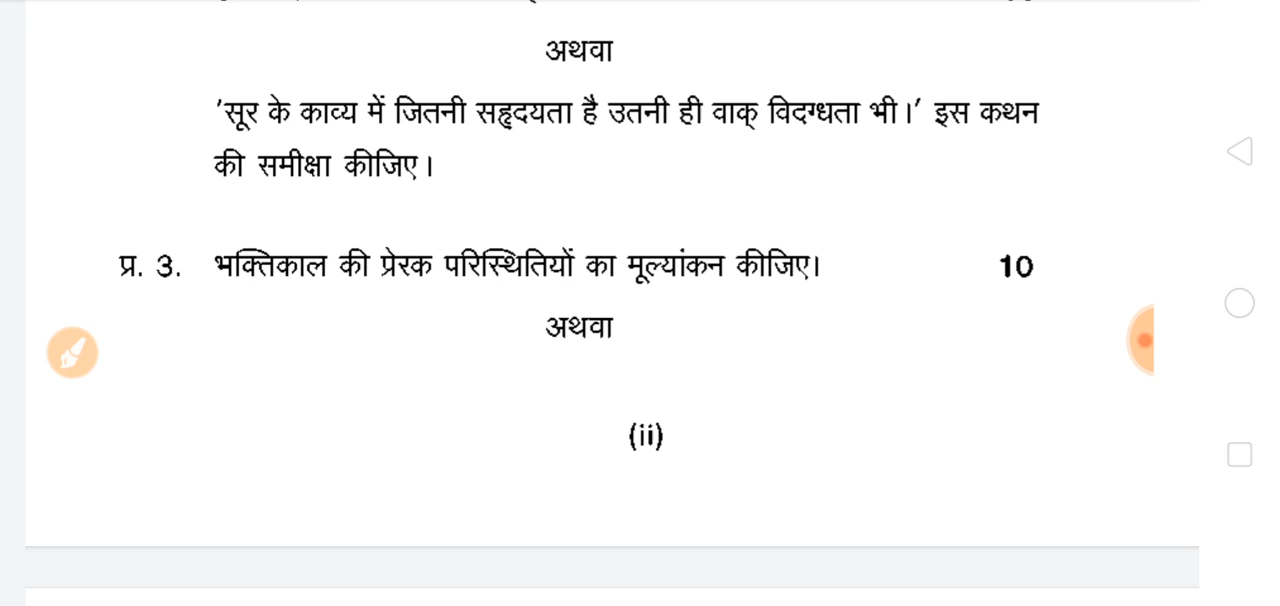 अथवा
'सूर के काव्य में जितनी सहृदयता है उतनी ही वाक् विदग्धता भी।' इस कथन
की समीक्षा कीजिए।
प्र. 3. भक्तिकाल की प्रेरक परिस्थितियों का मूल्यांकन कीजिए। 10
अथवा
(ii)